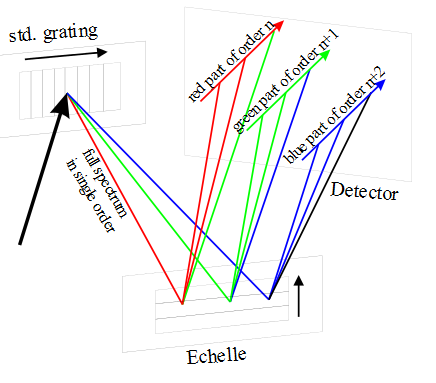 std. grating
red part of order n
green part of order n+1
blue part of order n+2
full spectrum
in single order
Detector
Echelle